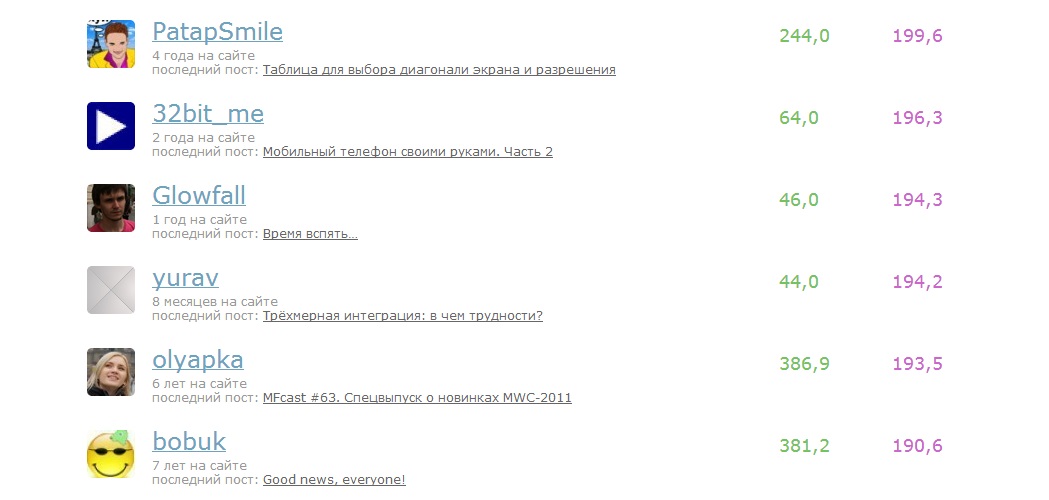 PatapSmile 244,0 199,6
4 года на сайте
последний пост: Таблица для выбора диагонали экрана и разрешения
32bit_me 64,0 196,3
2 года на сайте
последний пост: Мобильный телефон своими руками. Часть 2
Glowfall 46,0 194,3
1 год на сайте
последний пост: Время вспять...
yurav 44,0 194,2
8 месяцев на сайте
последний пост: Трёхмерная интеграция: в чем трудности?
olyapka 386,9 193,5
6 лет на сайте
последний пост: MFcast #63. Спецвыпуск о новинках MWC-2011
bobuk 381,2 190,6
7 лет на сайте
последний пост: Good news, everyone!